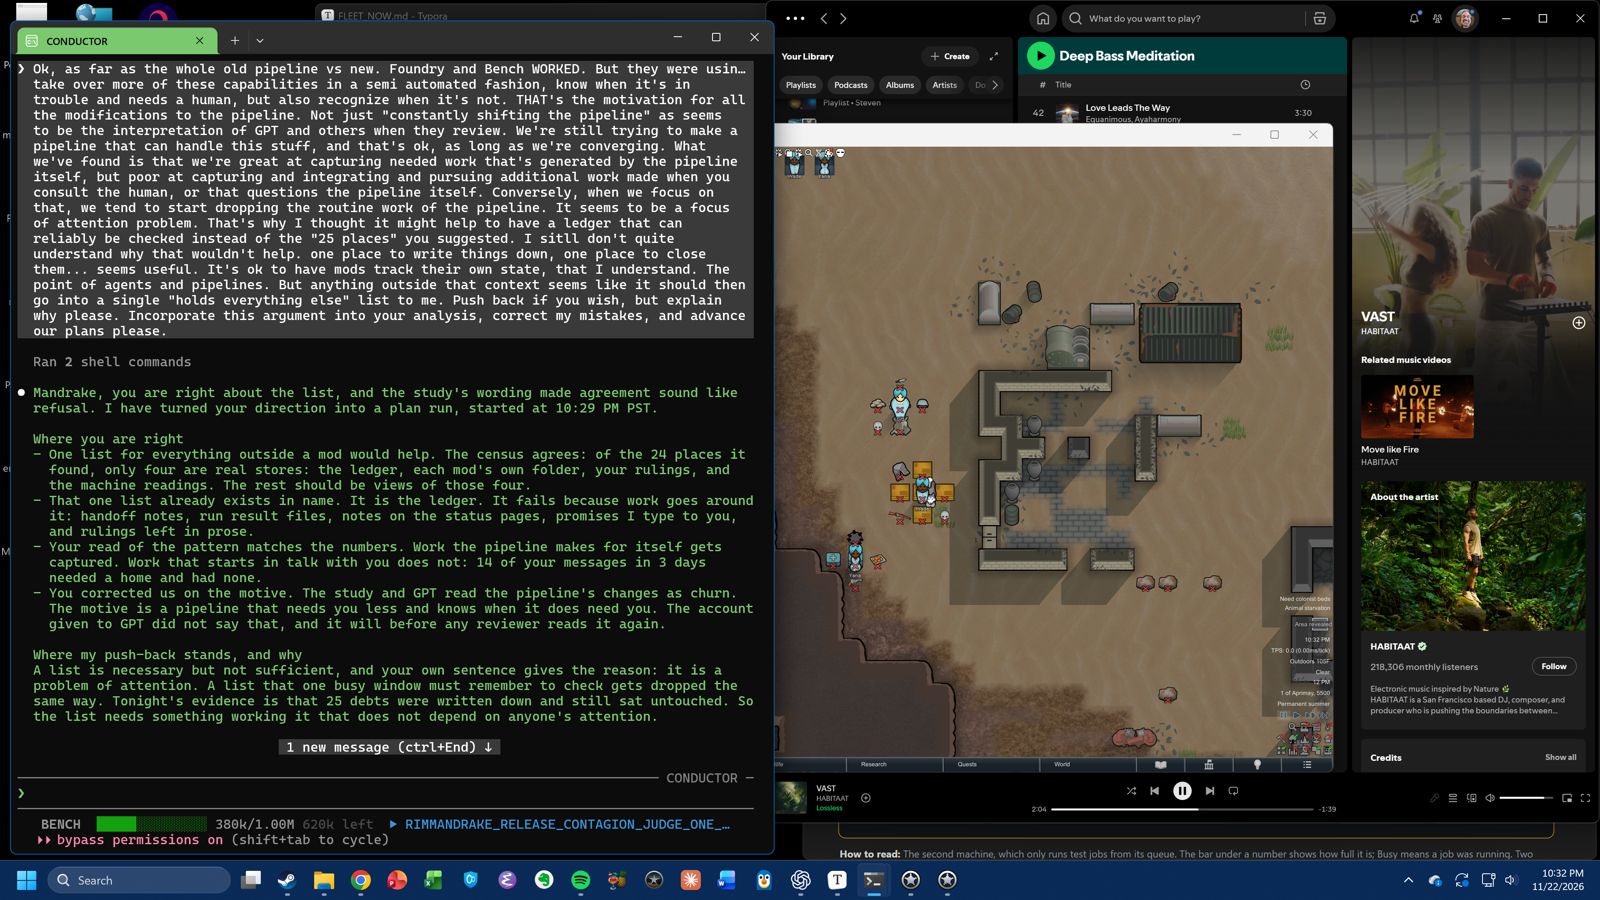 FLEET_NOW.md - Typora
CONDUCTOR
❯ Ok, as far as the whole old pipeline vs new. Foundry and Bench WORKED. But they were usin…
take over more of these capabilities in a semi automated fashion, know when it's in
trouble and needs a human, but also recognize when it's not. THAT's the motivation for all
the modifications to the pipeline. Not just "constantly shifting the pipeline" as seems
to be the interpretation of GPT and others when they review. We're still trying to make a
pipeline that can handle this stuff, and that's ok, as long as we're converging. What
we've found is that we're great at capturing needed work that's generated by the pipeline
itself, but poor at capturing and integrating and pursuing additional work made when you
consult the human, or that questions the pipeline itself. Conversely, when we focus on
that, we tend to start dropping the routine work of the pipeline. It seems to be a focus
of attention problem. That's why I thought it might help to have a ledger that can
reliably be checked instead of the "25 places" you suggested. I sitll don't quite
understand why that wouldn't help. one place to write things down, one place to close
them... seems useful. It's ok to have mods track their own state, that I understand. The
point of agents and pipelines. But anything outside that context seems like it should then
go into a single "holds everything else" list to me. Push back if you wish, but explain
why please. Incorporate this argument into your analysis, correct my mistakes, and advance
our plans please.
Ran 2 shell commands
● Mandrake, you are right about the list, and the study's wording made agreement sound like
refusal. I have turned your direction into a plan run, started at 10:29 PM PST.
Where you are right
- One list for everything outside a mod would help. The census agrees: of the 24 places it
found, only four are real stores: the ledger, each mod's own folder, your rulings, and
the machine readings. The rest should be views of those four.
- That one list already exists in name. It is the ledger. It fails because work goes around
it: handoff notes, run result files, notes on the status pages, promises I type to you,
and rulings left in prose.
- Your read of the pattern matches the numbers. Work the pipeline makes for itself gets
captured. Work that starts in talk with you does not: 14 of your messages in 3 days
needed a home and had none.
- You corrected us on the motive. The study and GPT read the pipeline's changes as churn.
The motive is a pipeline that needs you less and knows when it does need you. The account
given to GPT did not say that, and it will before any reviewer reads it again.
Where my push-back stands, and why
A list is necessary but not sufficient, and your own sentence gives the reason: it is a
problem of attention. A list that one busy window must remember to check gets dropped the
same way. Tonight's evidence is that 25 debts were written down and still sat untouched. So
the list needs something working it that does not depend on anyone's attention.
1 new message (ctrl+End) ↓
CONDUCTOR
❯
BENCH 380k/1.00M 620k left ▶ RIMMANDRAKE_RELEASE_CONTAGION_JUDGE_ONE_…
▸▸ bypass permissions on (shift+tab to cycle)
What do you want to play?
Your Library
Create
Playlists Podcasts Albums Artists
Playlist • Steven
Deep Bass Meditation
# Title
42 Love Leads The Way 3:30
Equanimous, Ayaharmony
Need colonist beds
Animal starvation
Area revealed
10:32 PM
TPS: 0.0 (0.00ms/tick)
Outdoors 105F
Clear
12 PM
1 of Aprimay, 5500
Permanent summer
Research Quests World
VAST
HABITAAT
Related music videos
MOVE
LIKE
FIRE
Move like Fire
HABITAAT
About the artist
HABITAAT
218,306 monthly listeners
Follow
Electronic music inspired by Nature
HABITAAT is a San Francisco based DJ, composer, and
producer who is pushing the boundaries between…
Credits Show all
VAST
HABITAAT
Lossless
2:04 -1:39
How to read: The second machine, which only runs test jobs from its queue. The bar under a number shows how full it is; Busy means a job was running. Two
Search
10:32 PM
11/22/2026